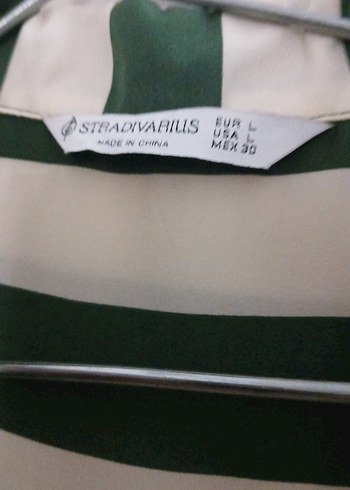 STRADIVARIUS
MADE IN CHINA
EUR L
USA L
MEX 30